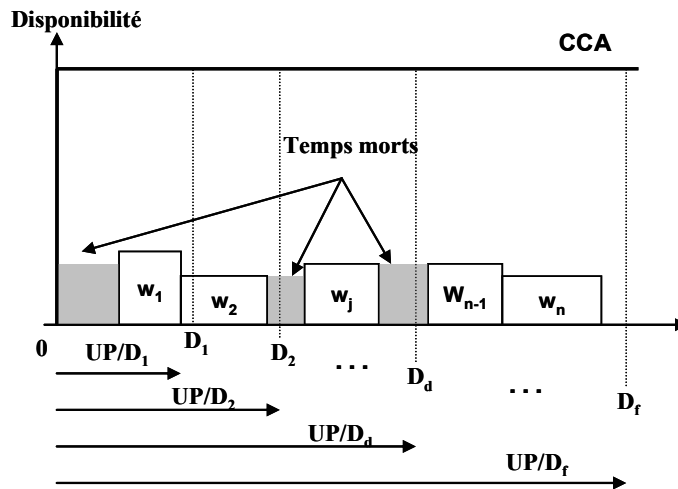 Disponibilité
CCA
Temps morts
w1
w2
wj
Wn-1
wn
0
D1
D2
...
Dd
...
Df
UP/D1
UP/D2
UP/Dd
UP/Df